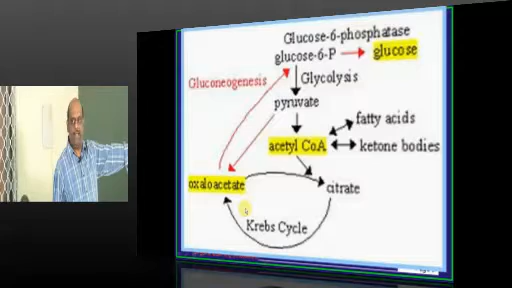 Glucose-6-phosphatase
glucose-6-P
glucose
Glycolysis
Gluconeogenesis
pyruvate
fatty acids
acetyl CoA
ketone bodies
oxaloacetate
citrate
Krebs Cycle